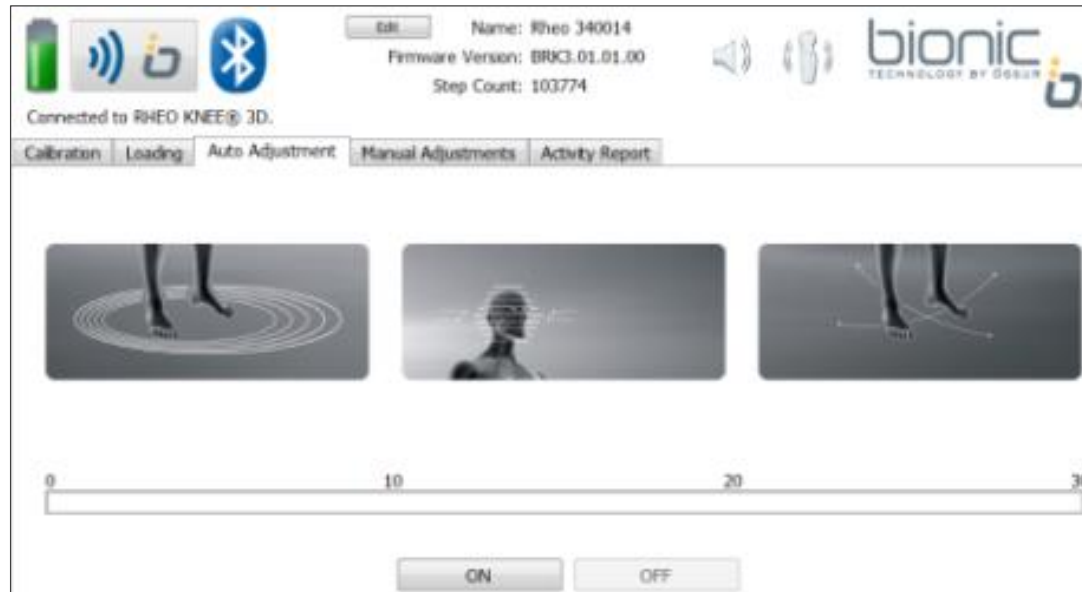 Edit Name: Rheo 340014
Firmware Version: BRK3.01.01.00
Step Count: 103774
bionic
TECHNOLOGY BY ÖSSUR
Connected to RHEO KNEE® 3D.
Calibration Loading Auto Adjustment Manual Adjustments Activity Report
0 10 20
ON OFF